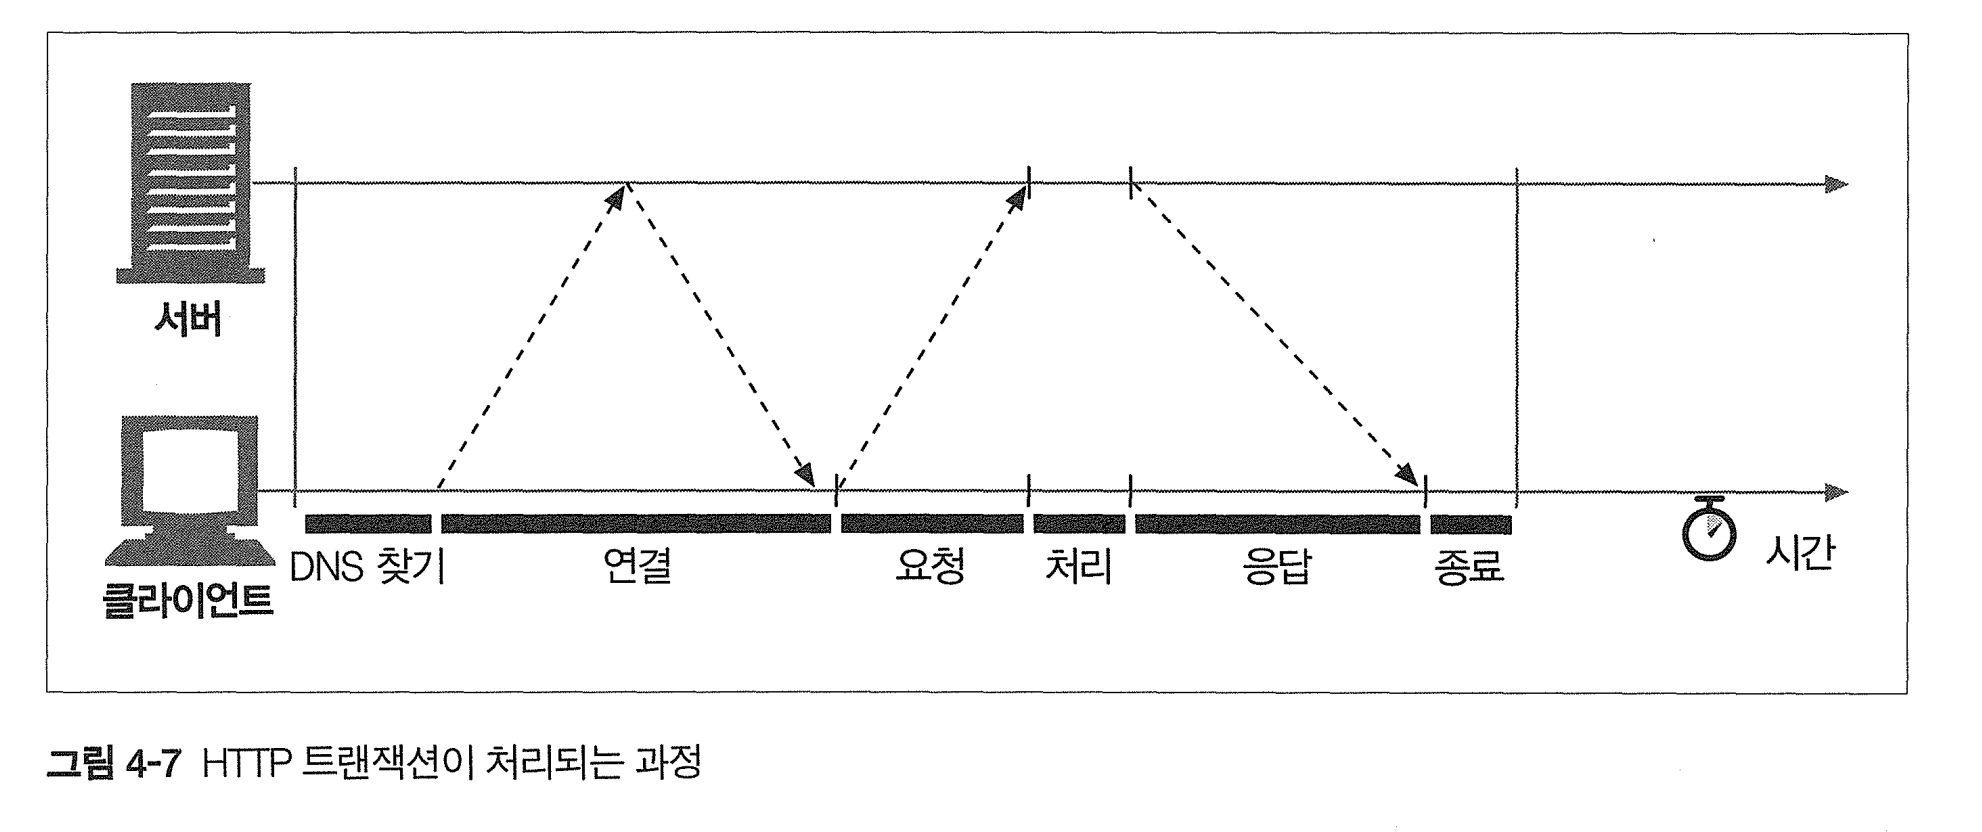 서버
클라이언트
DNS 찾기 연결 요청 처리 응답 종료 시간
그림 4-7 HTTP 트랜잭션이 처리되는 과정